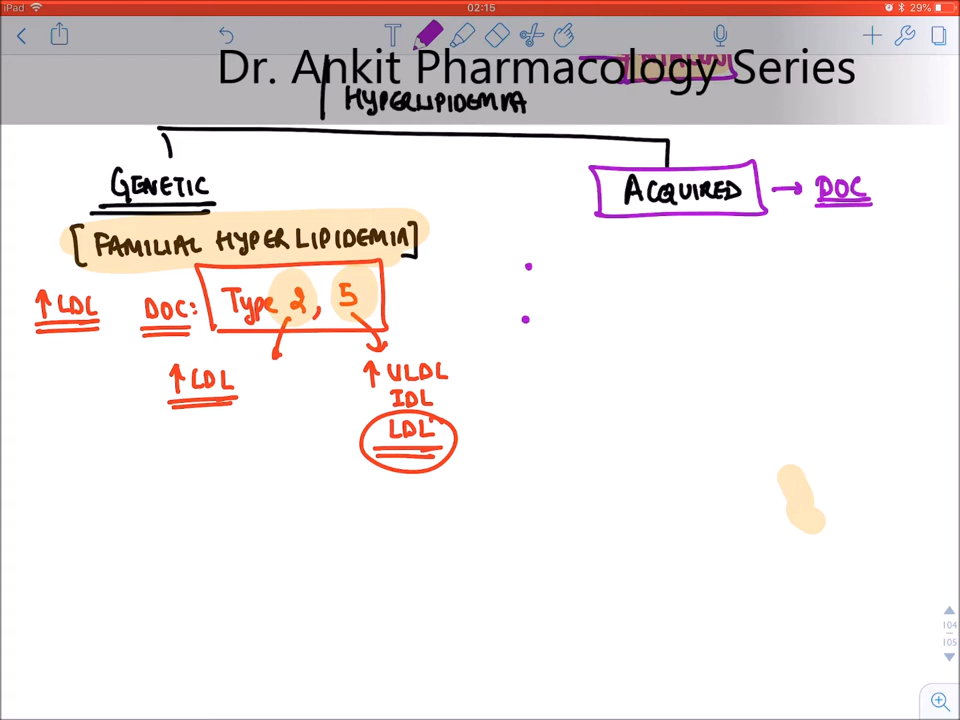 iPad 02:15 29%
Dr. Ankit Pharmacology Series
HYPERLIPIDEMIA
GENETIC
ACQUIRED → DOC
[FAMILIAL HYPERLIPIDEMIA]
↑LDL DOC: Type 2, 5
↑LDL
↑VLDL
IDL
LDL
104
105